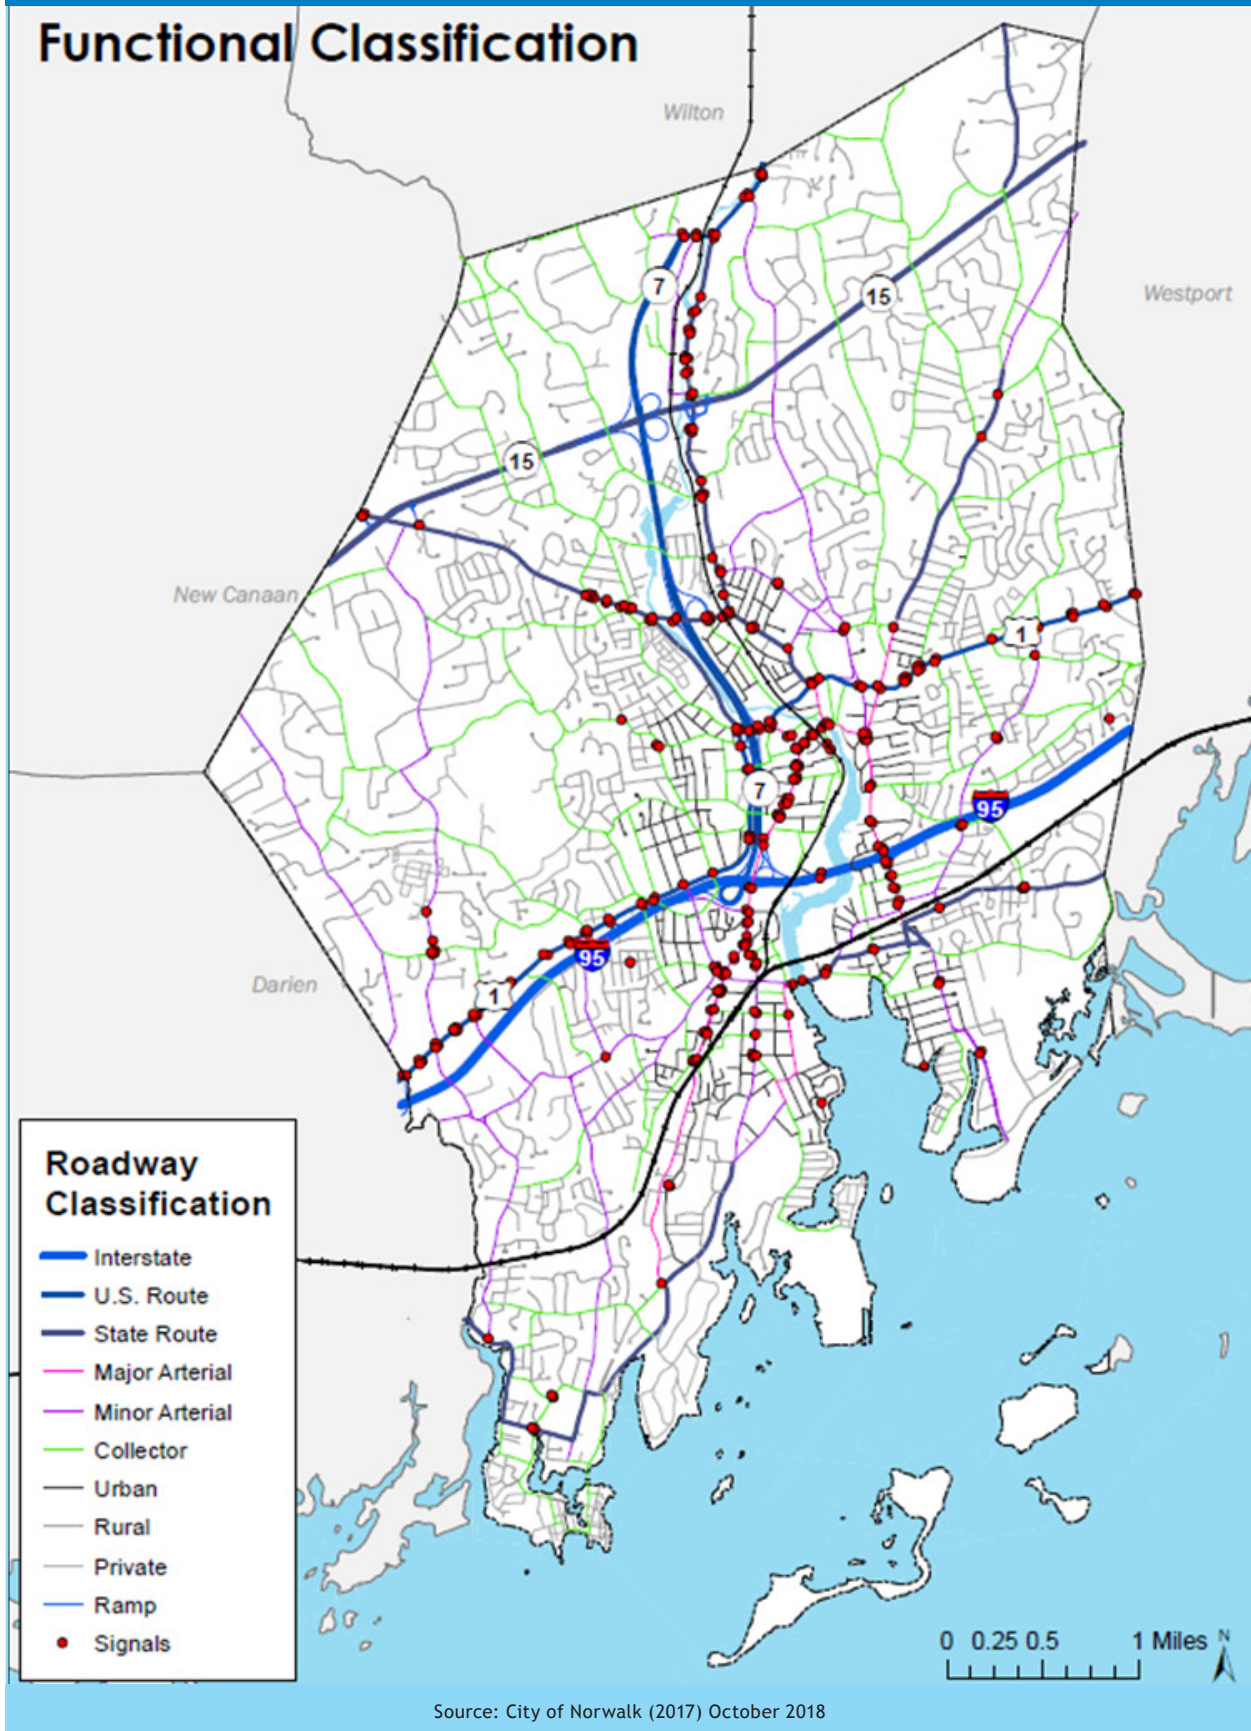 Functional Classification
Wilton
7
15
Westport
15
New Canaan
1
7
95
95
Darien
1
Roadway
Classification
Interstate
U.S. Route
State Route
Major Arterial
Minor Arterial
Collector
Urban
Rural
Private
Ramp
Signals
0 0.25 0.5 1 Miles
N
Source: City of Norwalk (2017) October 2018